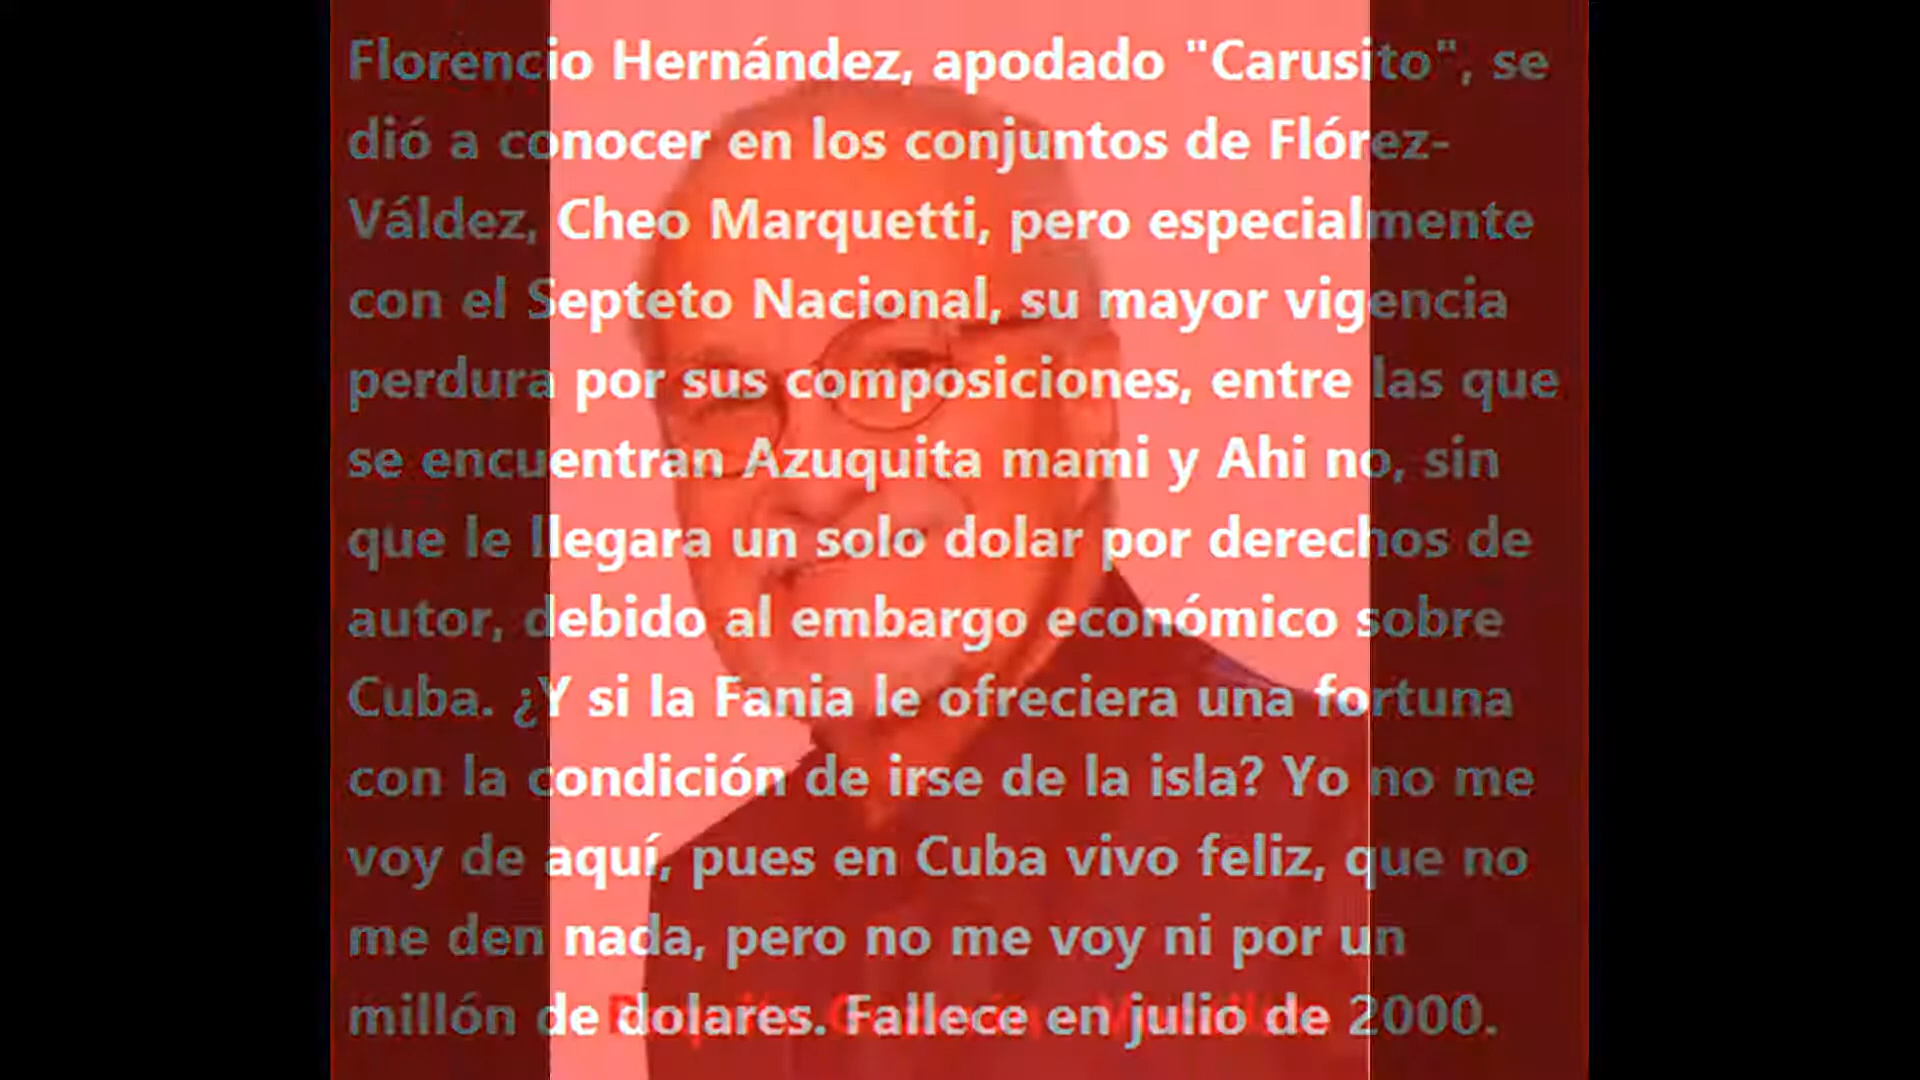 Florencio Hernández, apodado "Carusito", se
dió a conocer en los conjuntos de Flórez-
Váldez, Cheo Marquetti, pero especialmente
con el Septeto Nacional, su mayor vigencia
perdura por sus composiciones, entre las que
se encuentran Azuquita mami y Ahi no, sin
que le llegara un solo dolar por derechos de
autor, debido al embargo económico sobre
Cuba. ¿Y si la Fania le ofreciera una fortuna
con la condición de irse de la isla? Yo no me
voy de aquí, pues en Cuba vivo feliz, que no
me den nada, pero no me voy ni por un
millón de dolares. Fallece en julio de 2000.